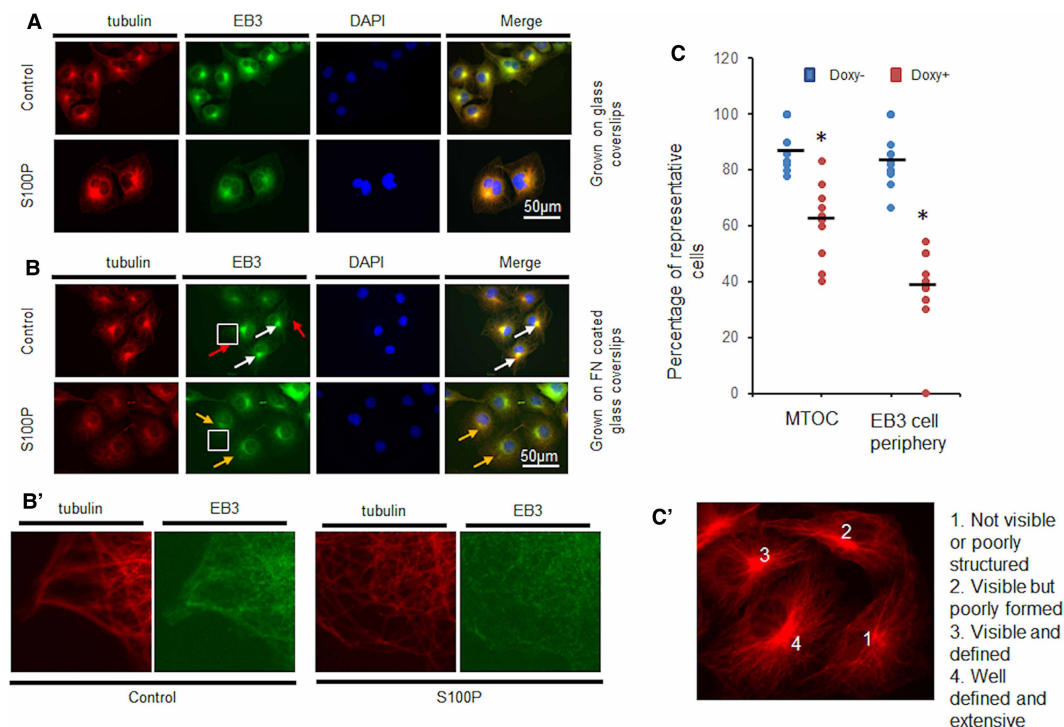 A
tubulin EB3 DAPI Merge
Control
S100P
50µm
Grown on glass
coverslips
B
tubulin EB3 DAPI Merge
Control
S100P
50µm
Grown on FN coated
glass coverslips
B'
tubulin EB3 tubulin EB3
Control S100P
C
Doxy- Doxy+
120
100
80
60
40
20
0
* *
Percentage of representative
cells
MTOC EB3 cell
periphery
C'
1 2 3 4
1. Not visible
or poorly
structured
2. Visible but
poorly formed
3. Visible and
defined
4. Well
defined and
extensive